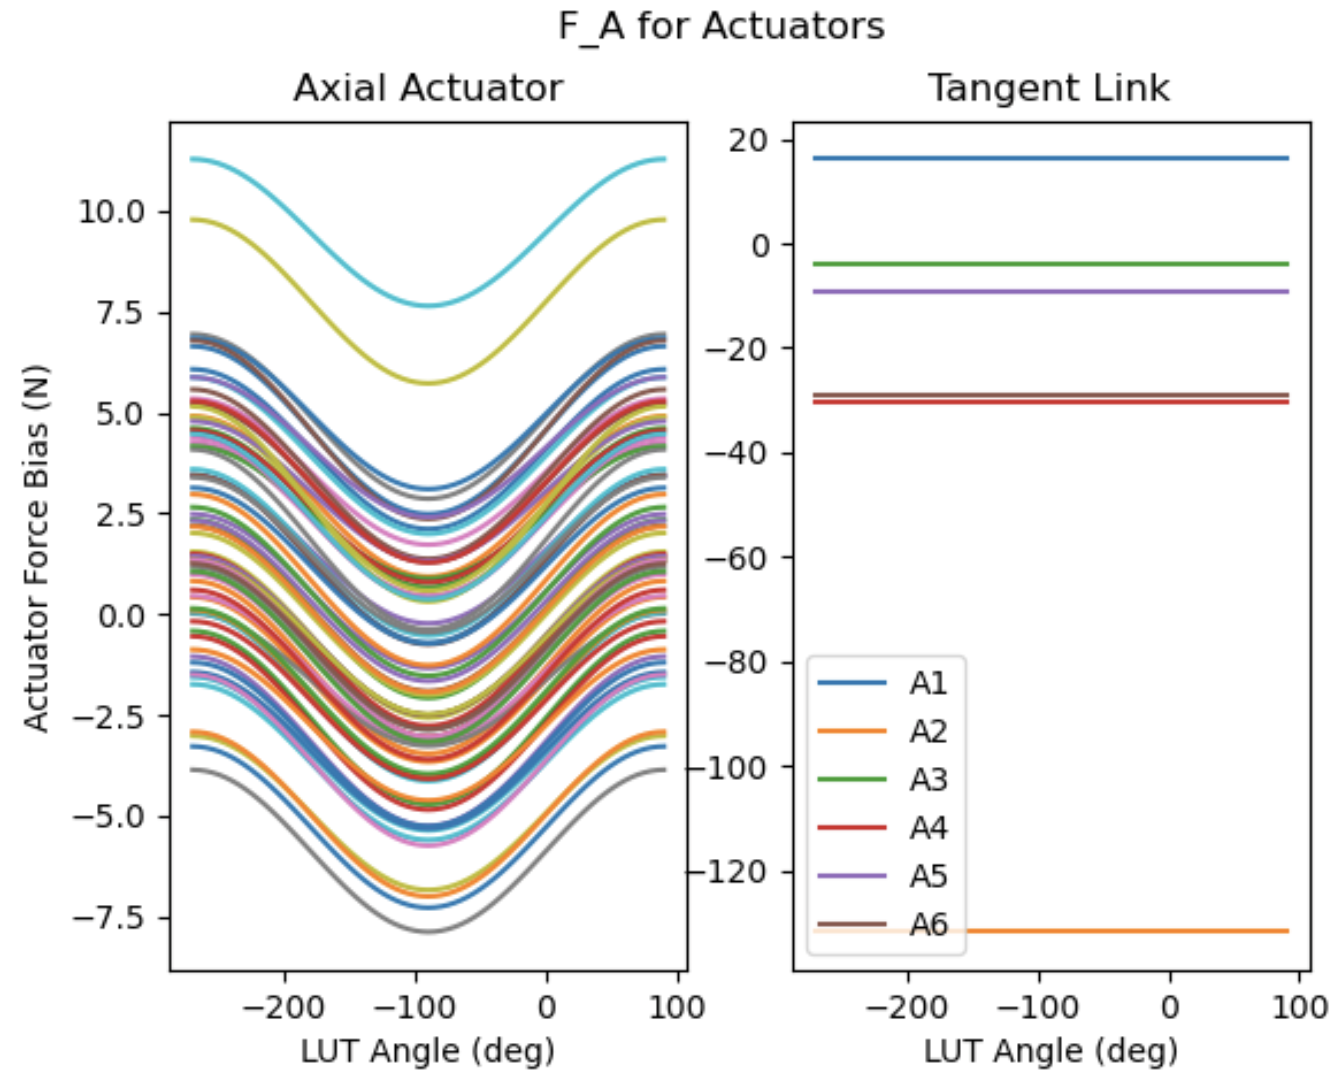 F_A for Actuators
Axial Actuator
Tangent Link
Actuator Force Bias (N)
10.0
7.5
5.0
2.5
0.0
−2.5
−5.0
−7.5
−200
−100
0
100
LUT Angle (deg)
20
0
−20
−40
−60
−80
−100
−120
A1
A2
A3
A4
A5
A6
−200
−100
0
100
LUT Angle (deg)